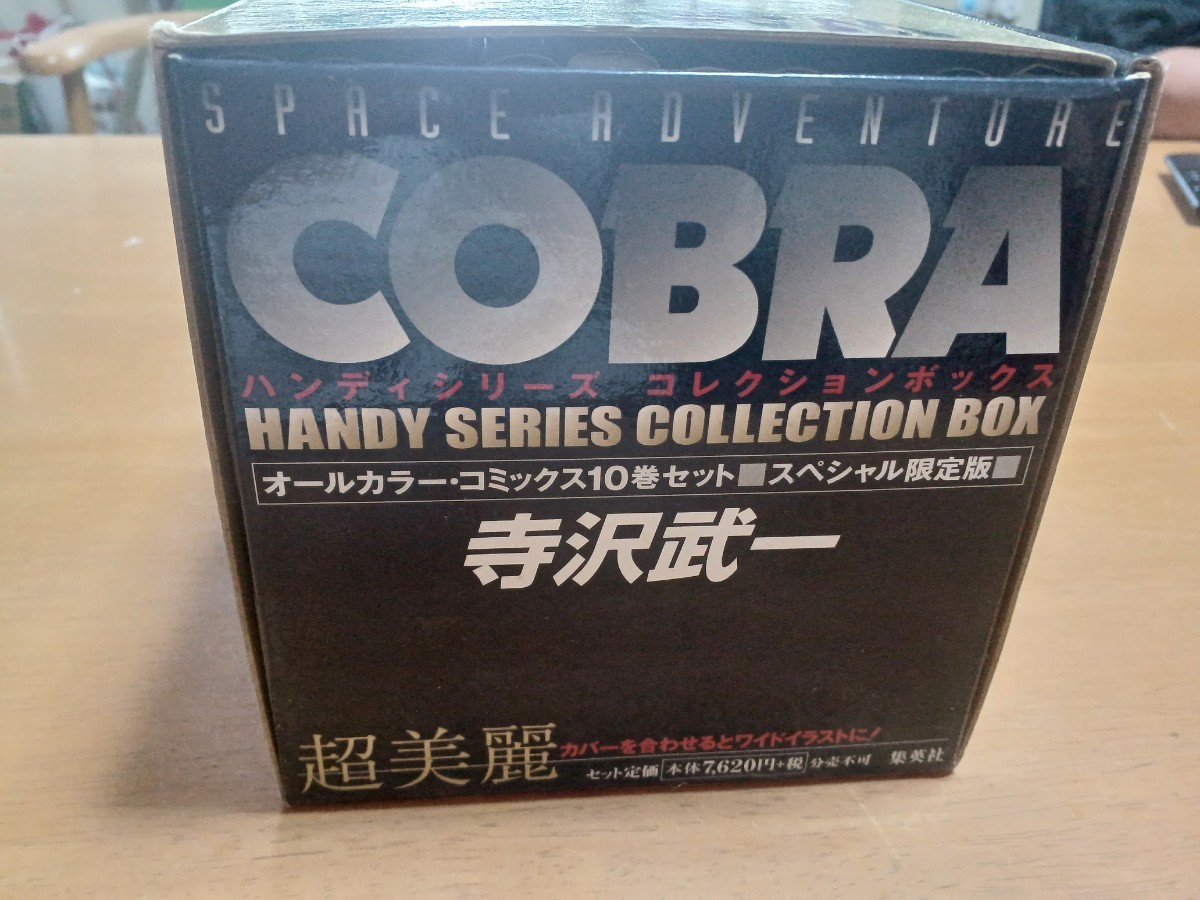 SPACE ADVENTURE
COBRA
ハンディシリーズ コレクションボックス
HANDY SERIES COLLECTION BOX
オールカラー・コミックス10巻セット■スペシャル限定版■
寺沢武一
超美麗 カバーを合わせるとワイドイラストに!
セット定価 本体7,620円+税 分売不可 集英社